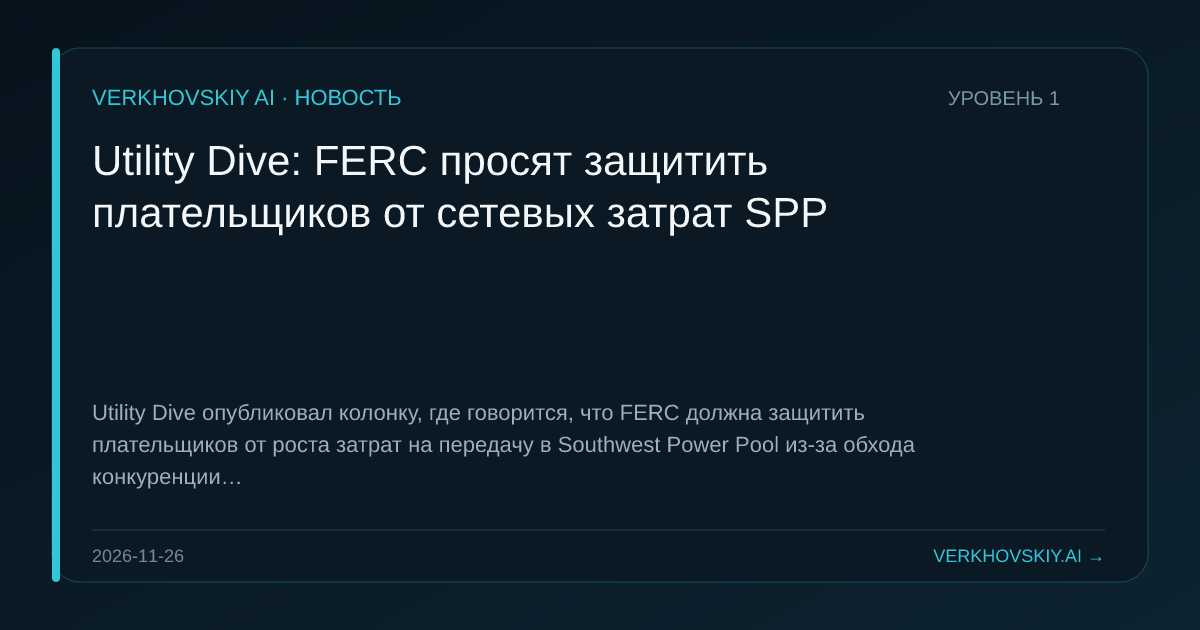 VERKHOVSKIY AI · НОВОСТЬ
УРОВЕНЬ 1
Utility Dive: FERC просят защитить
плательщиков от сетевых затрат SPP
Utility Dive опубликовал колонку, где говорится, что FERC должна защитить
плательщиков от роста затрат на передачу в Southwest Power Pool из-за обхода
конкуренции…
2026-11-26
VERKHOVSKIY.AI →